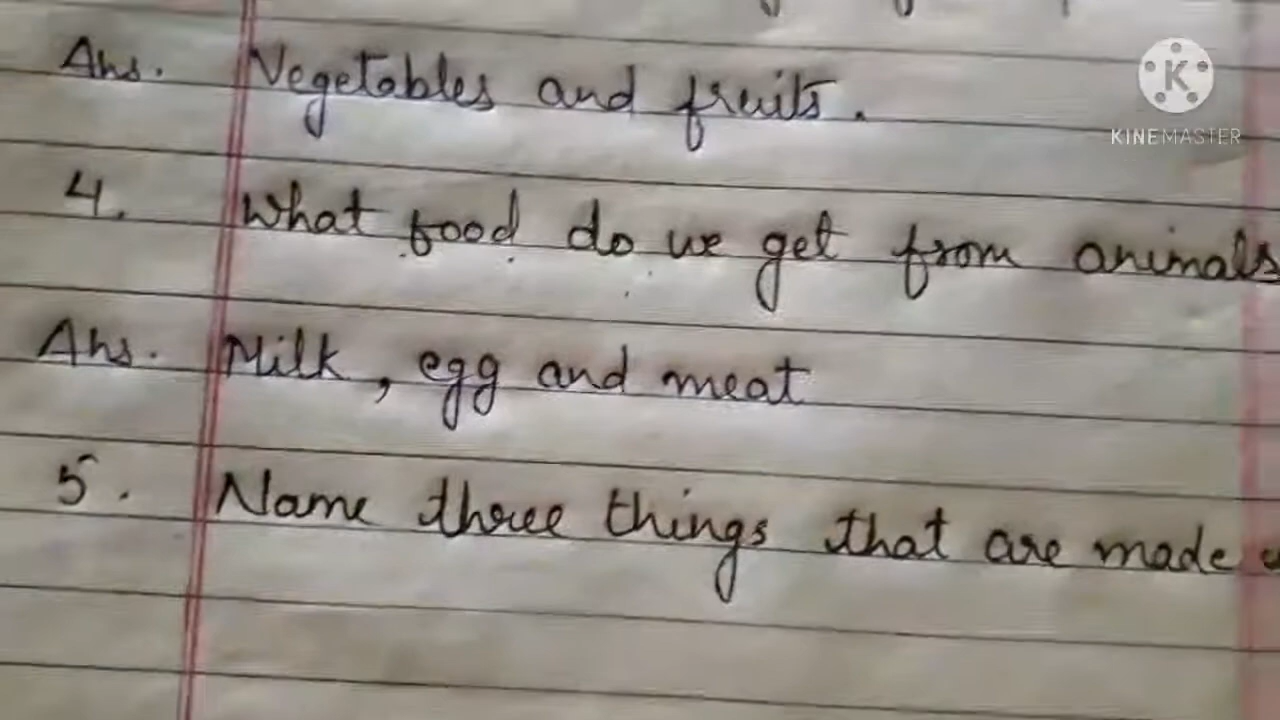 Ans. Vegetables and fruits.
4. What food do we get from animals
Ans. Milk, egg and meat
5. Name three things that are made
K
KINEMASTER